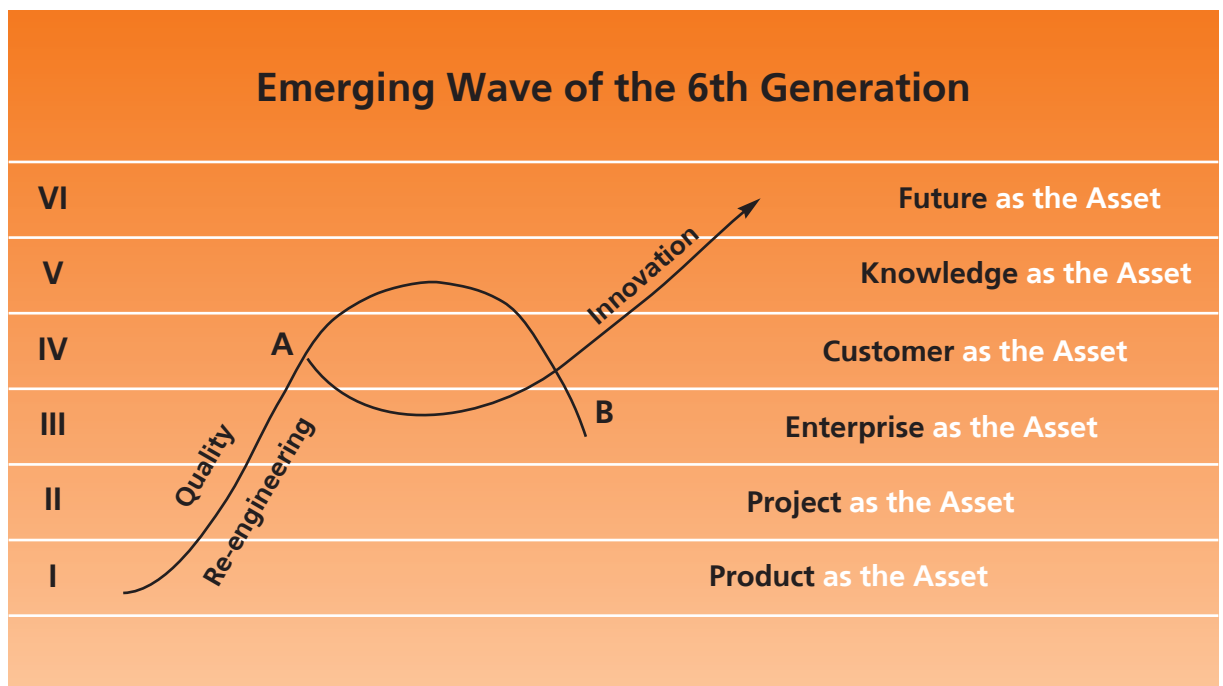 Emerging Wave of the 6th Generation
VI
Future as the Asset
V
Knowledge as the Asset
Innovation
IV
A
Customer as the Asset
III
B
Enterprise as the Asset
Quality
Re-engineering
II
Project as the Asset
I
Product as the Asset